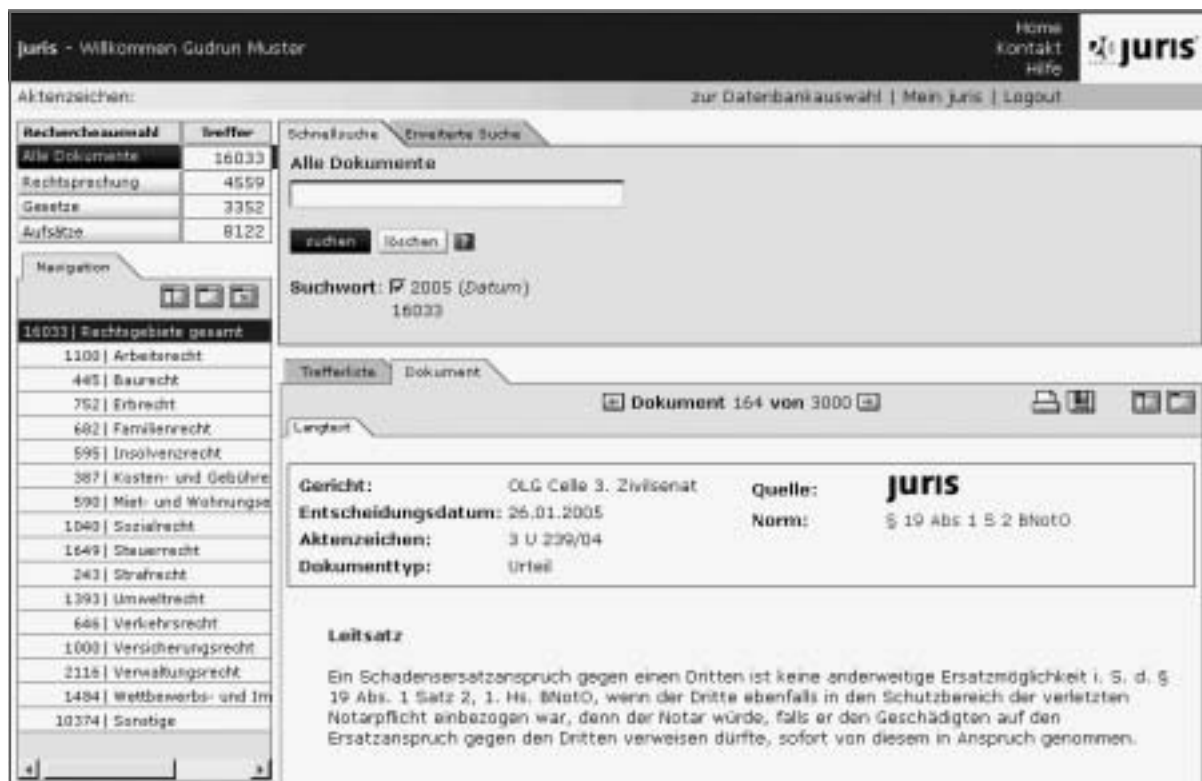 juris - Willkommen Gudrun Muster
Home
Kontakt
Hilfe
juris
Aktenzeichen:
zur Datenbankauswahl | Mein juris | Logout
Rechercheauswahl Treffer
Alle Dokumente 16033
Rechtsprechung 4559
Gesetze 3352
Aufsätze 8122
Navigation
16033| Rechtsgebiete gesamt
1100| Arbeitsrecht
445| Baurecht
752| Erbrecht
682| Familienrecht
595| Insolvenzrecht
387| Kosten- und Gebühre
590| Miet- und Wohnungse
1040| Sozialrecht
1649| Steuerrecht
243| Strafrecht
1393| Umweltrecht
646| Verkehrsrecht
1000| Versicherungsrecht
2116| Verwaltungsrecht
1484| Wettbewerbs- und Im
10374| Sonstige
Schnellsuche Erweiterte Suche
Alle Dokumente
suchen löschen ?
Suchwort: 2005 (Datum)
16033
Trefferliste Dokument
Dokument 164 von 3000
Langtext
Gericht: OLG Celle 3. Zivilsenat
Entscheidungsdatum: 26.01.2005
Aktenzeichen: 3 U 239/04
Dokumenttyp: Urteil
Quelle: juris
Norm: § 19 Abs 1 S 2 BNotO
Leitsatz
Ein Schadensersatzanspruch gegen einen Dritten ist keine anderweitige Ersatzmöglichkeit i. S. d. §
19 Abs. 1 Satz 2, 1. Hs. BNotO, wenn der Dritte ebenfalls in den Schutzbereich der verletzten
Notarpflicht einbezogen war, denn der Notar würde, falls er den Geschädigten auf den
Ersatzanspruch gegen den Dritten verweisen dürfte, sofort von diesem in Anspruch genommen.